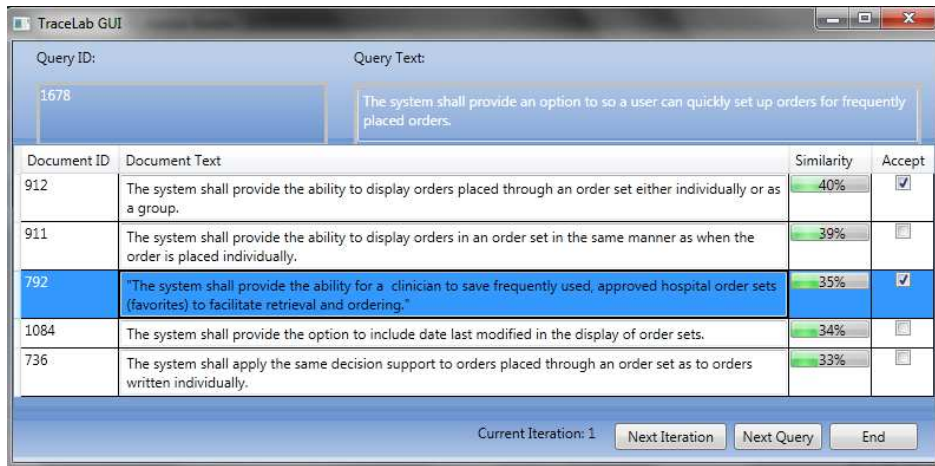 TraceLab GUI
Query ID:
Query Text:
1678
The system shall provide an option to so a user can quickly set up orders for frequently
placed orders.
Document ID Document Text Similarity Accept
912 The system shall provide the ability to display orders placed through an order set either individually or as 40%
a group.
911 The system shall provide the ability to display orders in an order set in the same manner as when the 39%
order is placed individually.
792 "The system shall provide the ability for a  clinician to save frequently used, approved hospital order sets 35%
(favorites) to facilitate retrieval and ordering."
1084 The system shall provide the option to include date last modified in the display of order sets. 34%
736 The system shall apply the same decision support to orders placed through an order set as to orders 33%
written individually.
Current Iteration: 1 Next Iteration Next Query End